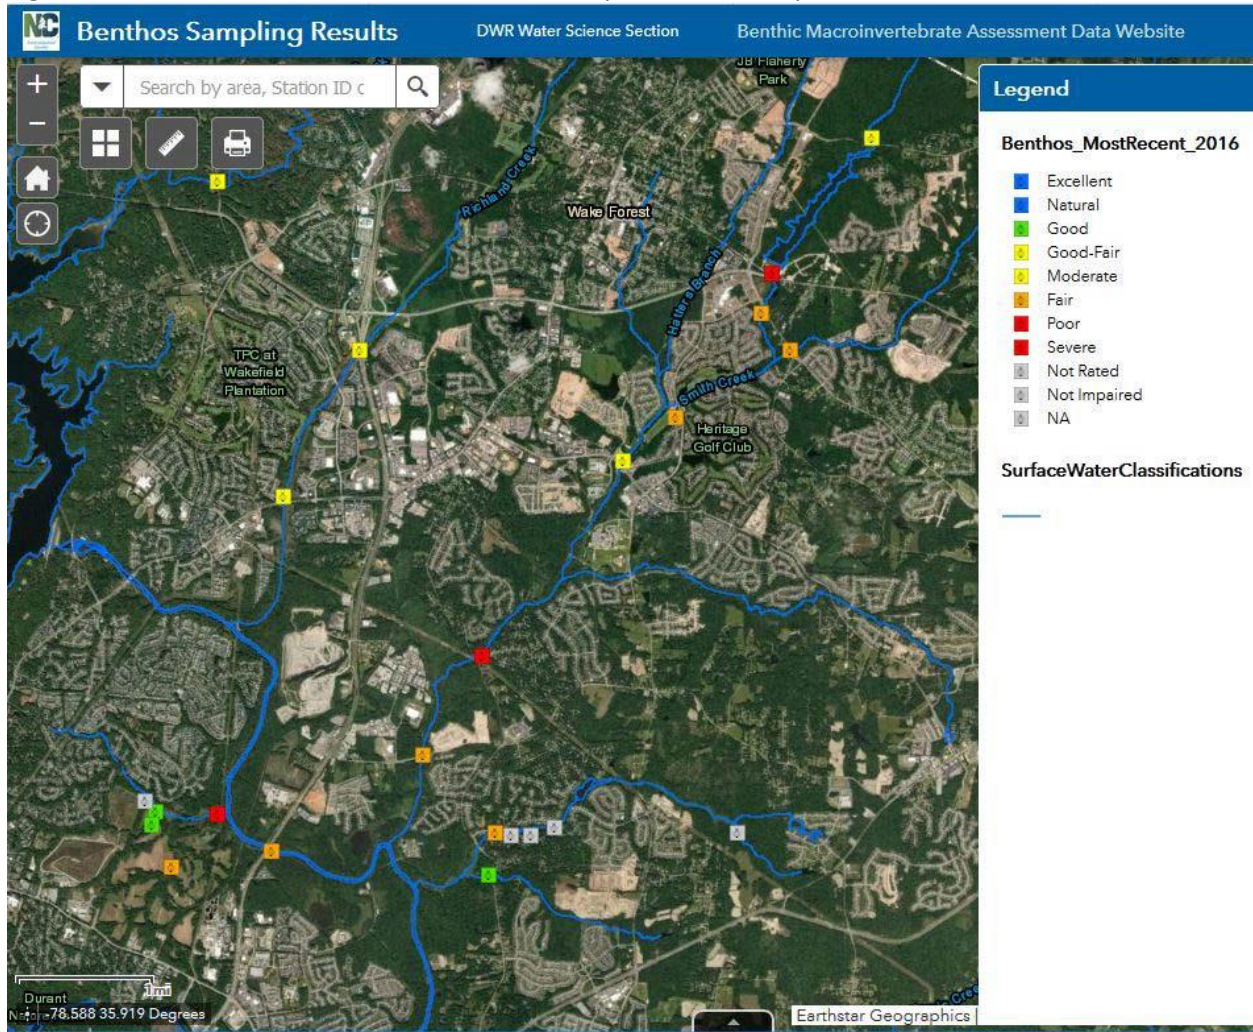 Benthos Sampling Results
DWR Water Science Section
Benthic Macroinvertebrate Assessment Data Website
Search by area, Station ID c
JB Flaherty
Park
Richland Creek
Wake Forest
Hatters Branch
TPC at
Wakefield
Plantation
Smith Creek
Heritage
Golf Club
1mi
Durant
-78.588 35.919 Degrees
Earthstar Geographics |
Legend
Benthos_MostRecent_2016
Excellent
Natural
Good
Good-Fair
Moderate
Fair
Poor
Severe
Not Rated
Not Impaired
NA
SurfaceWaterClassifications